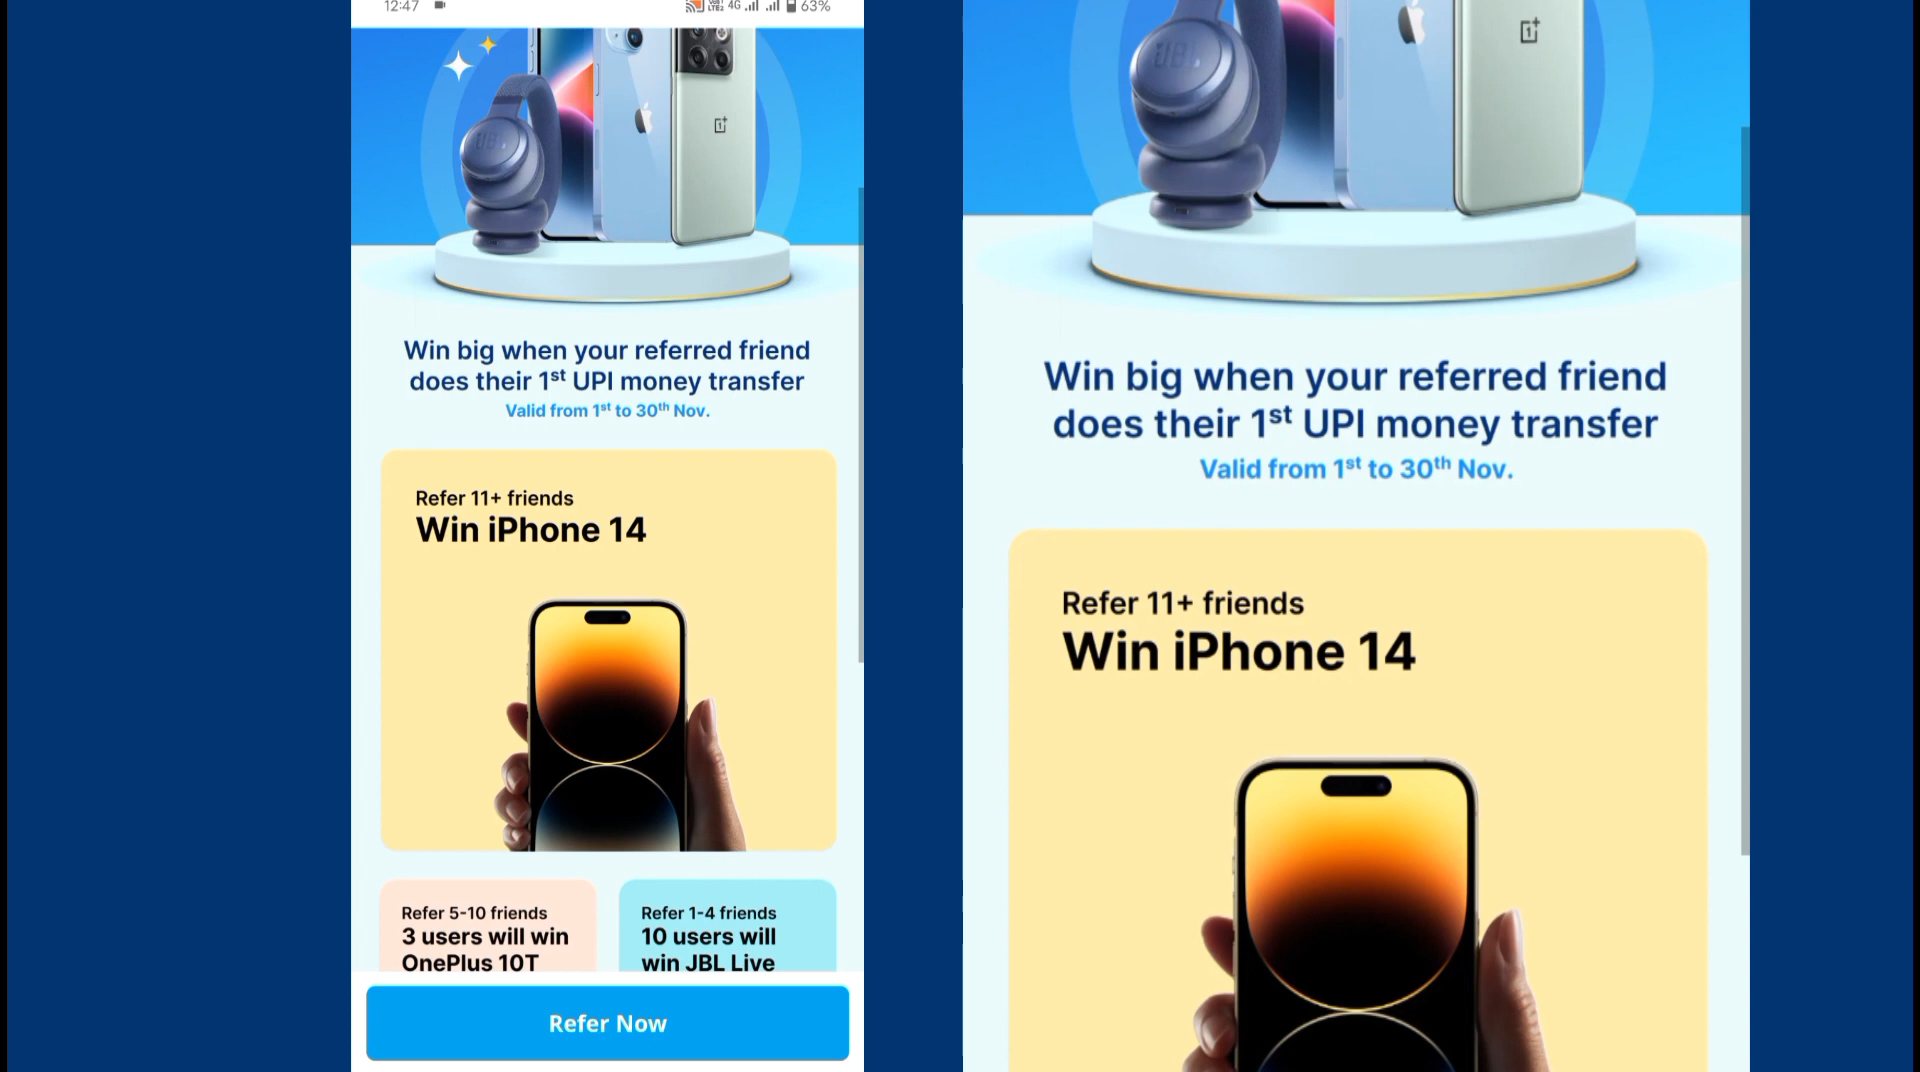 12:47
4G
63%
JBL
Win big when your referred friend
does their 1st UPI money transfer
Valid from 1st to 30th Nov.
Refer 11+ friends
Win iPhone 14
Refer 5-10 friends
3 users will win
OnePlus 10T
Refer 1-4 friends
10 users will
win JBL Live
Refer Now
JBL
Win big when your referred friend
does their 1st UPI money transfer
Valid from 1st to 30th Nov.
Refer 11+ friends
Win iPhone 14